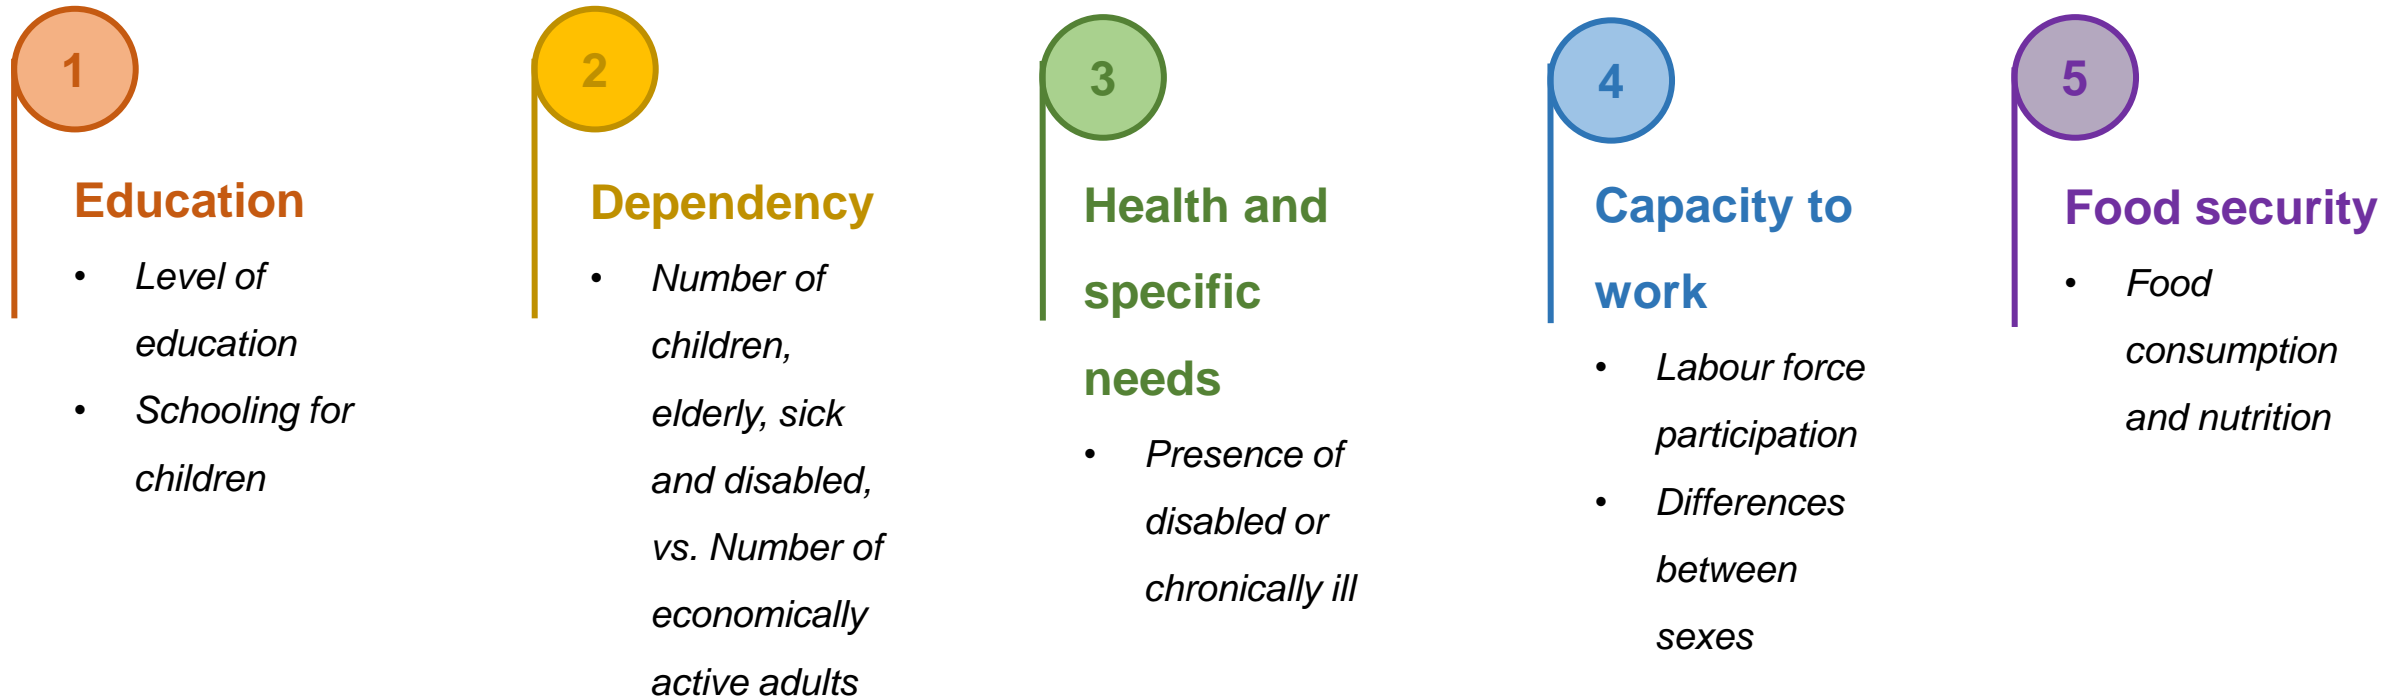 1
Education
• Level of
education
• Schooling for
children
2
Dependency
• Number of
children,
elderly, sick
and disabled,
vs. Number of
economically
active adults
3
Health and
specific
needs
• Presence of
disabled or
chronically ill
4
Capacity to
work
• Labour force
participation
• Differences
between
sexes
5
Food security
• Food
consumption
and nutrition